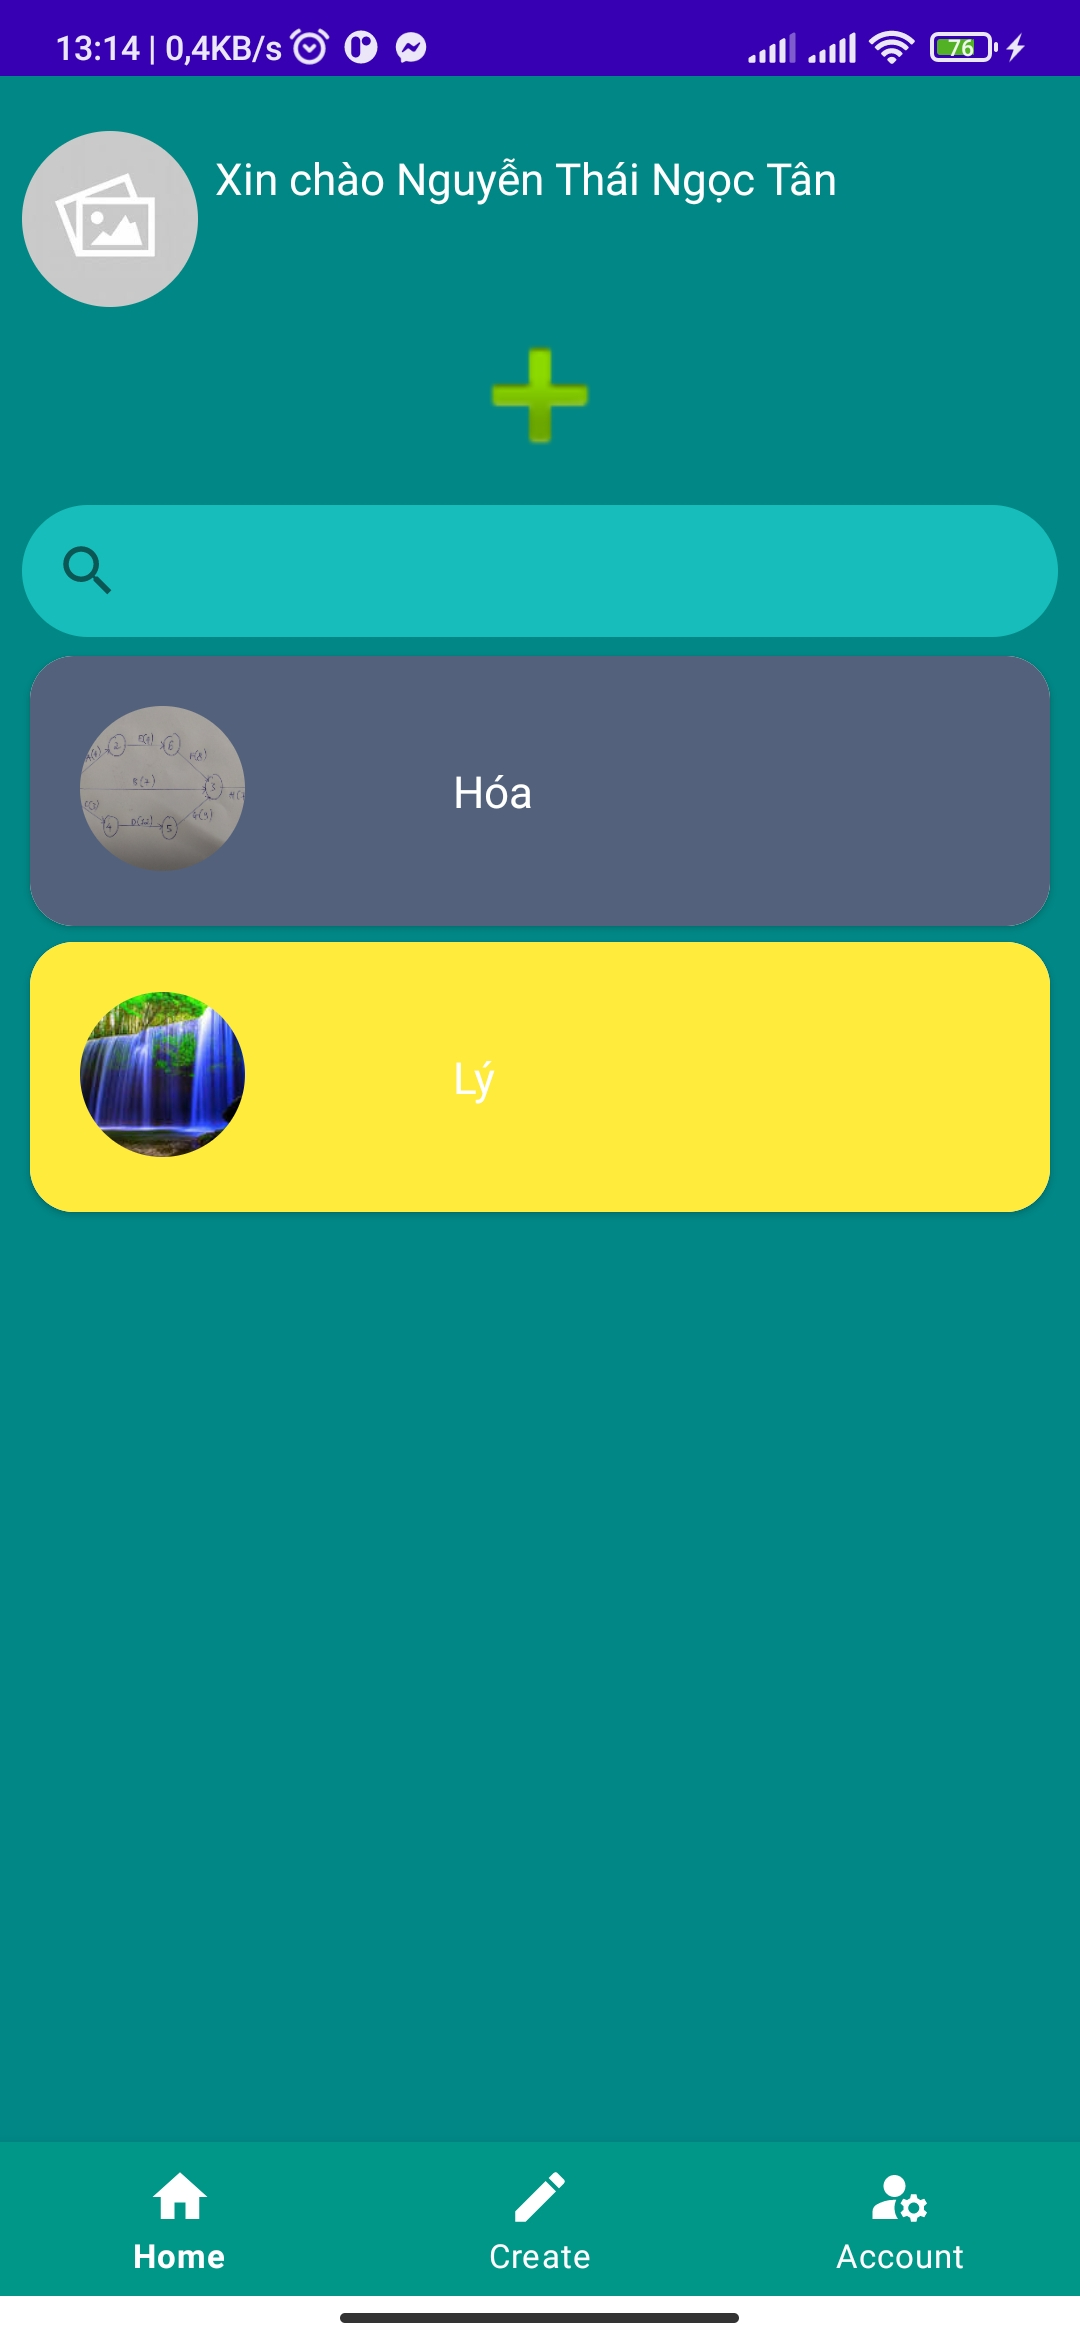 13:14 | 0,4KB/s
76
Xin chào Nguyễn Thái Ngọc Tân
Hóa
Lý
Home
Create
Account